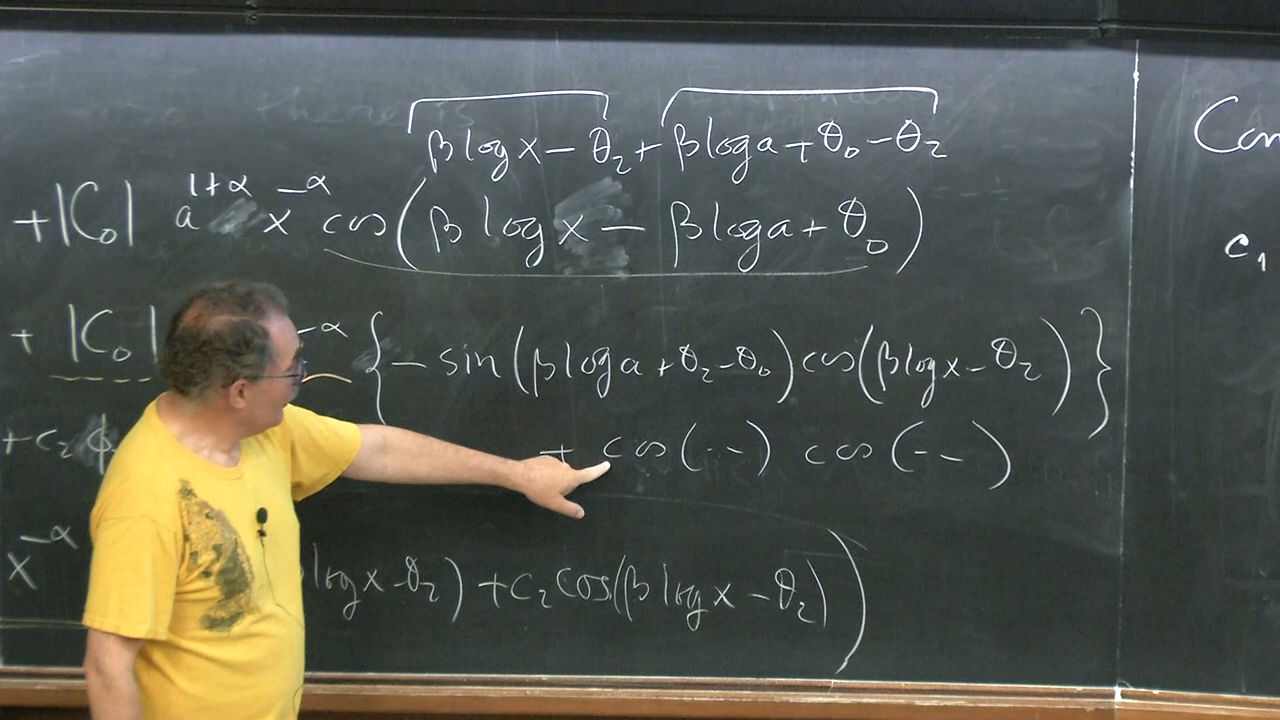 β log x − θ₂ + β log a + θ₀ − θ₂
+ |C₀| a^{1+α} x^{−α} cos(β log x − β log a + θ₀)
+ |C₀| −α { − sin(β log a + θ₂ − θ₀) cos(β log x − θ₂) }
+ c₂ + cos(-- ) cos(-- )
x^{−α} log x − θ₂) + c₂ cos(β log x − θ₂))
Con
c₁